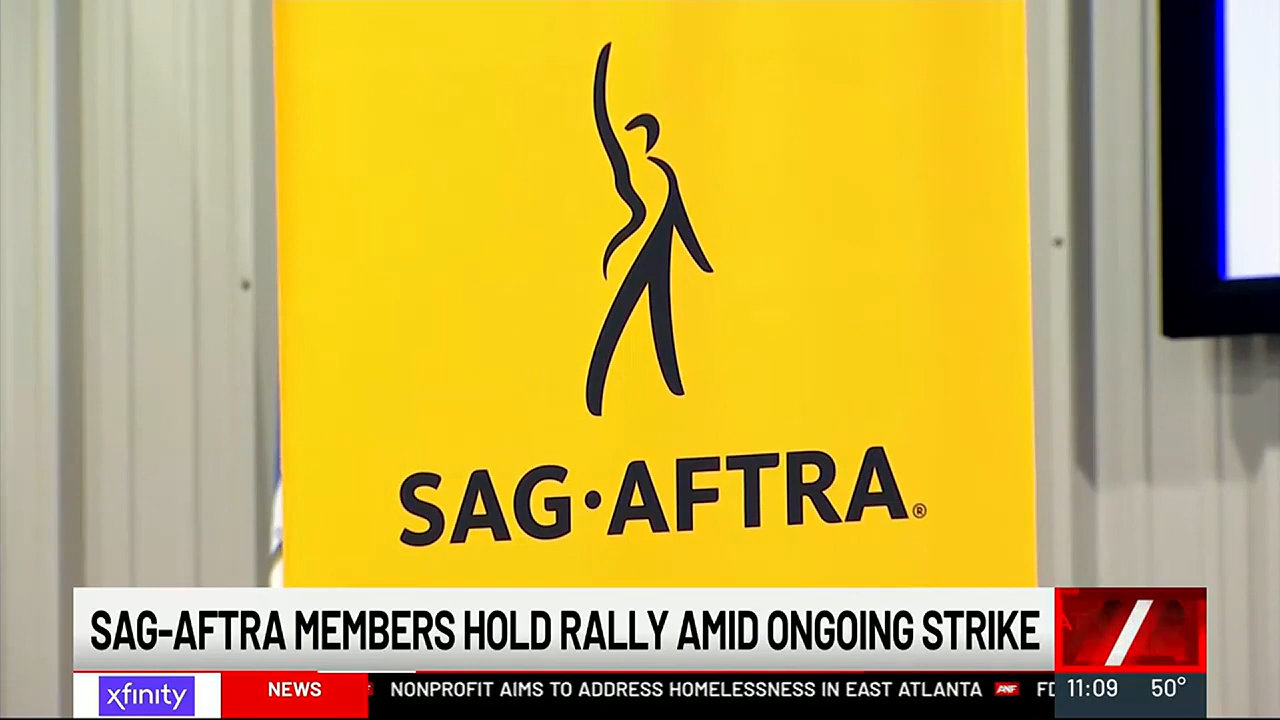 SAG·AFTRA®
SAG-AFTRA MEMBERS HOLD RALLY AMID ONGOING STRIKE
xfinity
NEWS
NONPROFIT AIMS TO ADDRESS HOMELESSNESS IN EAST ATLANTA
ANF
11:09
50°